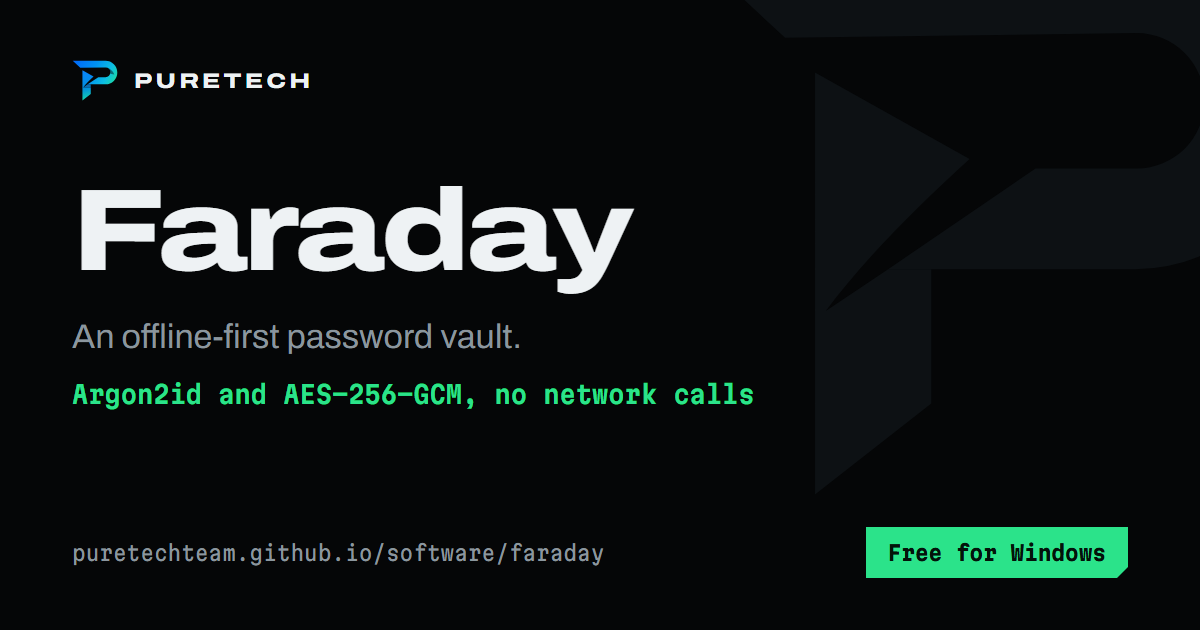 PURETECH
Faraday
An offline-first password vault.
Argon2id and AES-256-GCM, no network calls
puretechteam.github.io/software/faraday
Free for Windows